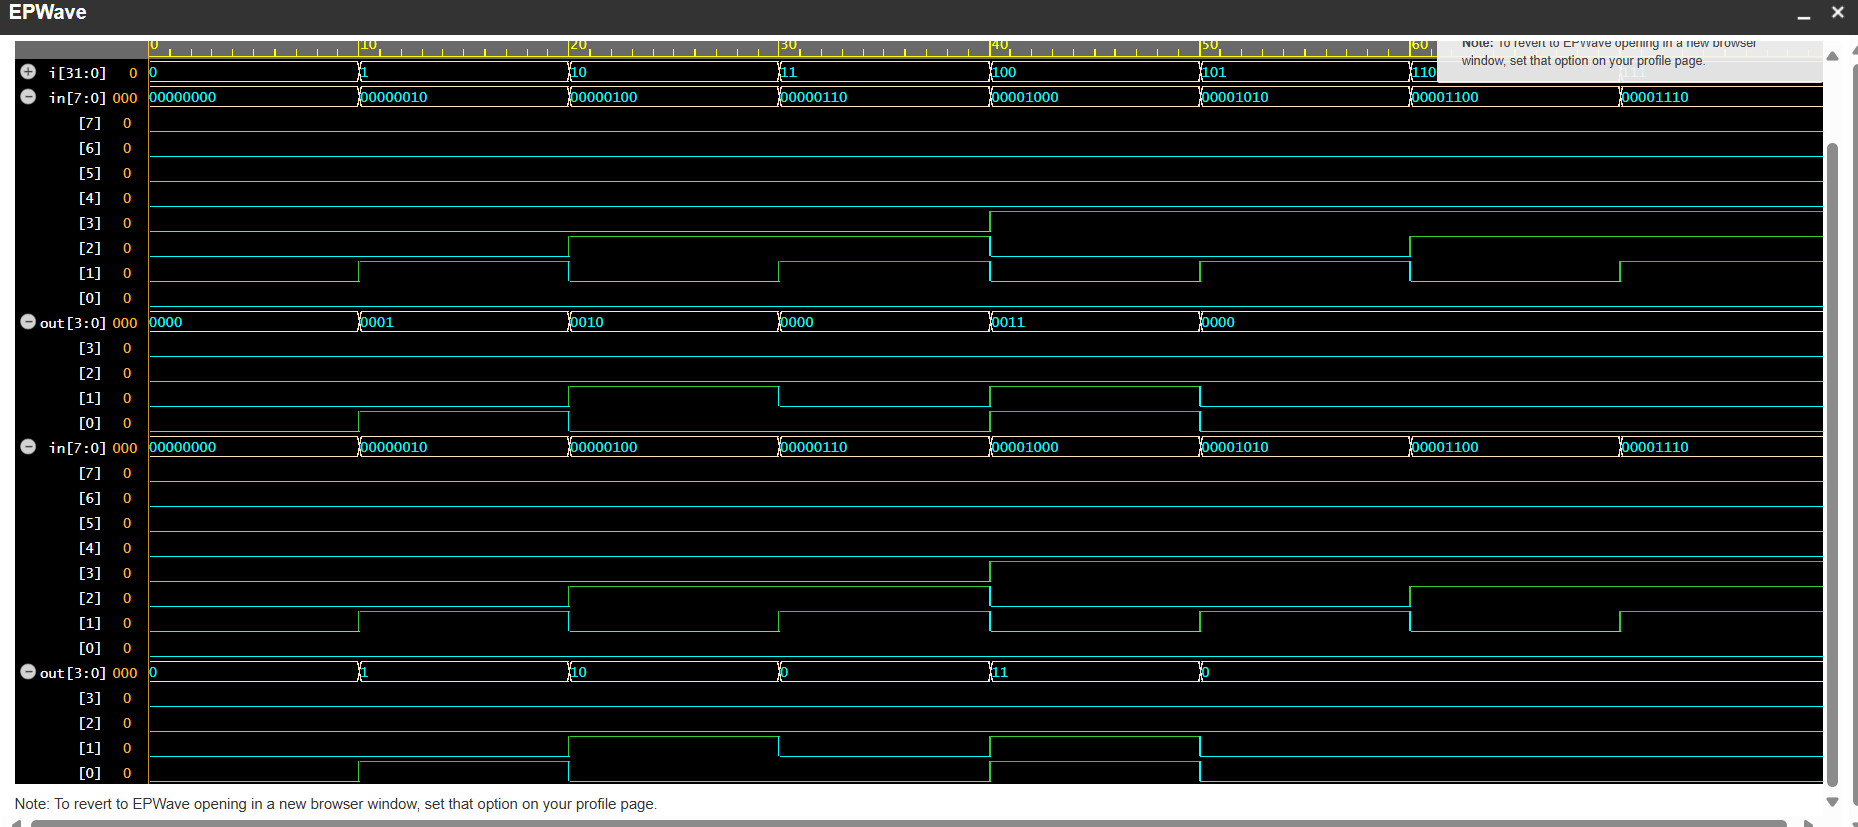 EPWave
0 10 20 30 40 50 60
Note: To revert to EPWave opening in a new browser
window, set that option on your profile page.
i[31:0] 0 0 1 10 11 100 101 110 111
in[7:0] 000 00000000 00000010 00000100 00000110 00001000 00001010 00001100 00001110
[7] 0
[6] 0
[5] 0
[4] 0
[3] 0
[2] 0
[1] 0
[0] 0
out[3:0] 000 0000 0001 0010 0000 0011 0000
[3] 0
[2] 0
[1] 0
[0] 0
in[7:0] 000 00000000 00000010 00000100 00000110 00001000 00001010 00001100 00001110
[7] 0
[6] 0
[5] 0
[4] 0
[3] 0
[2] 0
[1] 0
[0] 0
out[3:0] 000 0 1 10 0 11 0
[3] 0
[2] 0
[1] 0
[0] 0
Note: To revert to EPWave opening in a new browser window, set that option on your profile page.